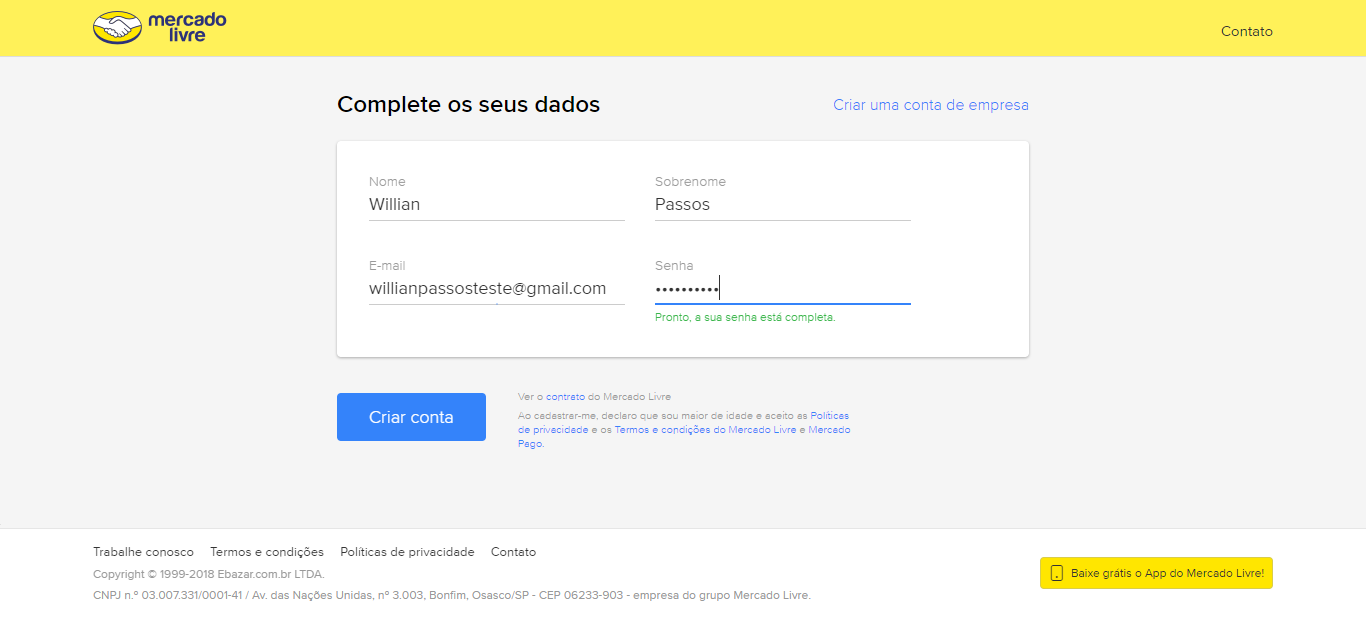 mercado
livre
Contato
Complete os seus dados
Criar uma conta de empresa
Nome
Sobrenome
Willian
Passos
E-mail
Senha
willianpassosteste@gmail.com
••••••••••
Pronto, a sua senha está completa.
Criar conta
Ver o contrato do Mercado Livre
Ao cadastrar-me, declaro que sou maior de idade e aceito as Políticas
de privacidade e os Termos e condições do Mercado Livre e Mercado
Pago.
Trabalhe conosco Termos e condições Políticas de privacidade Contato
Copyright © 1999-2018 Ebazar.com.br LTDA.
Baixe grátis o App do Mercado Livre!
CNPJ n.º 03.007.331/0001-41 / Av. das Nações Unidas, nº 3.003, Bonfim, Osasco/SP - CEP 06233-903 - empresa do grupo Mercado Livre.